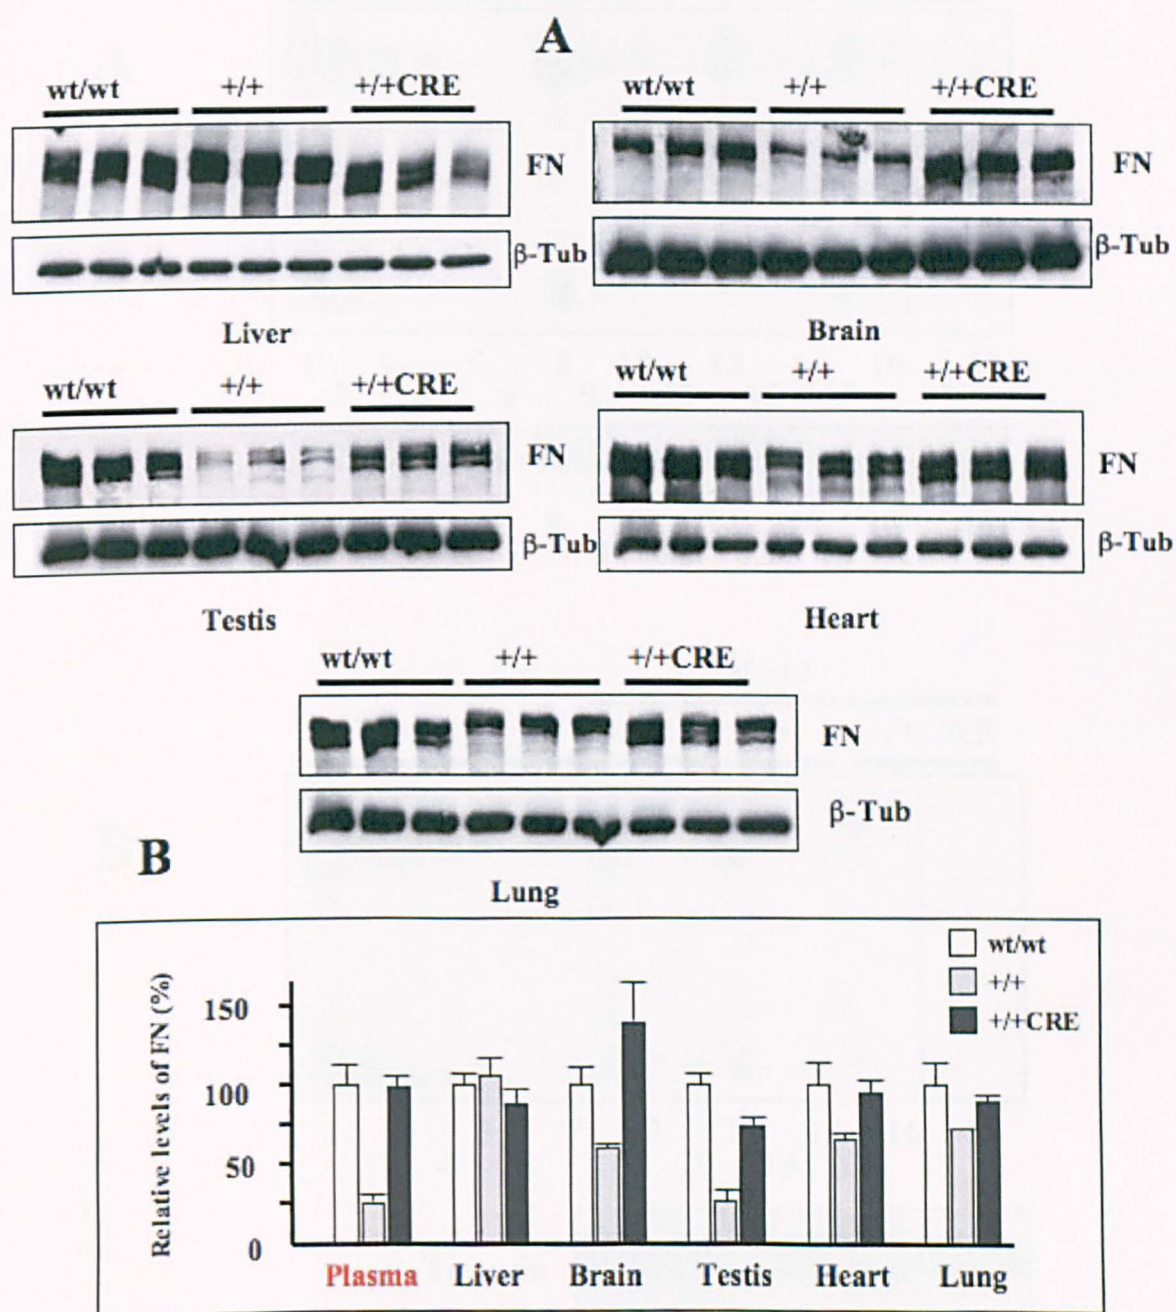 A
wt/wt +/+ +/+CRE
FN
β-Tub
Liver
wt/wt +/+ +/+CRE
FN
β-Tub
Brain
wt/wt +/+ +/+CRE
FN
β-Tub
Testis
wt/wt +/+ +/+CRE
FN
β-Tub
Heart
wt/wt +/+ +/+CRE
FN
β-Tub
Lung
B
wt/wt
+/+
+/+CRE
Relative levels of FN (%)
150
100
50
0
Plasma Liver Brain Testis Heart Lung